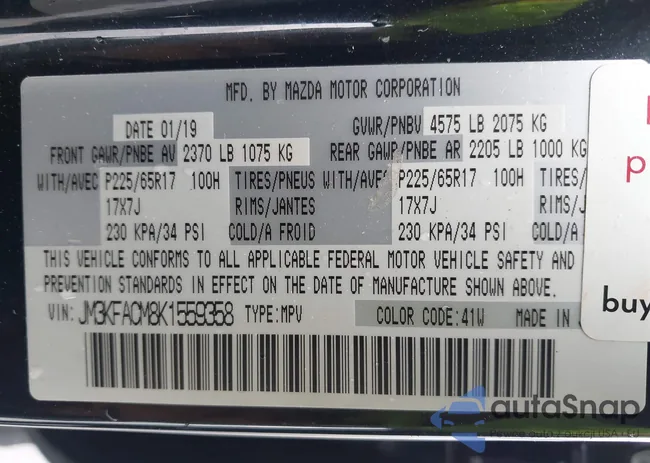 MFD. BY MAZDA MOTOR CORPORATION
DATE 01/19 GVWR/PNBV 4575 LB 2075 KG
FRONT GAWR/PNBE AV 2370 LB 1075 KG REAR GAWR/PNBE AR 2205 LB 1000 KG
WITH/AVEC P225/65R17 100H TIRES/PNEUS WITH/AVEC P225/65R17 100H TIRES/
17X7J RIMS/JANTES 17X7J RIMS/J
230 KPA/34 PSI COLD/A FROID 230 KPA/34 PSI COLD/A
THIS VEHICLE CONFORMS TO ALL APPLICABLE FEDERAL MOTOR VEHICLE SAFETY AND
PREVENTION STANDARDS IN EFFECT ON THE DATE OF MANUFACTURE SHOWN ABOVE.
VIN: JM3KFACM8K1559358 TYPE:MPV COLOR CODE:41W MADE IN
p
buy
autaSnap